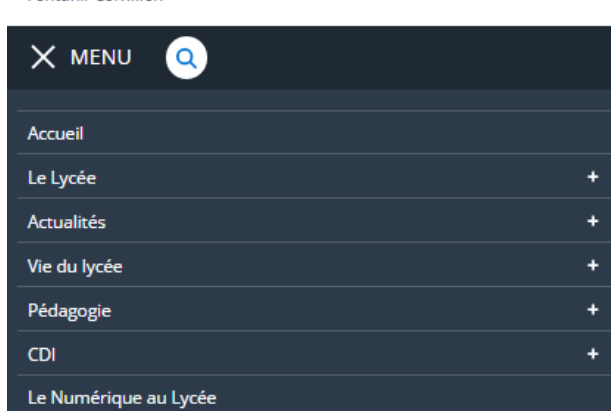 MENU
Accueil
Le Lycée
Actualités
Vie du lycée
Pédagogie
CDI
Le Numérique au Lycée